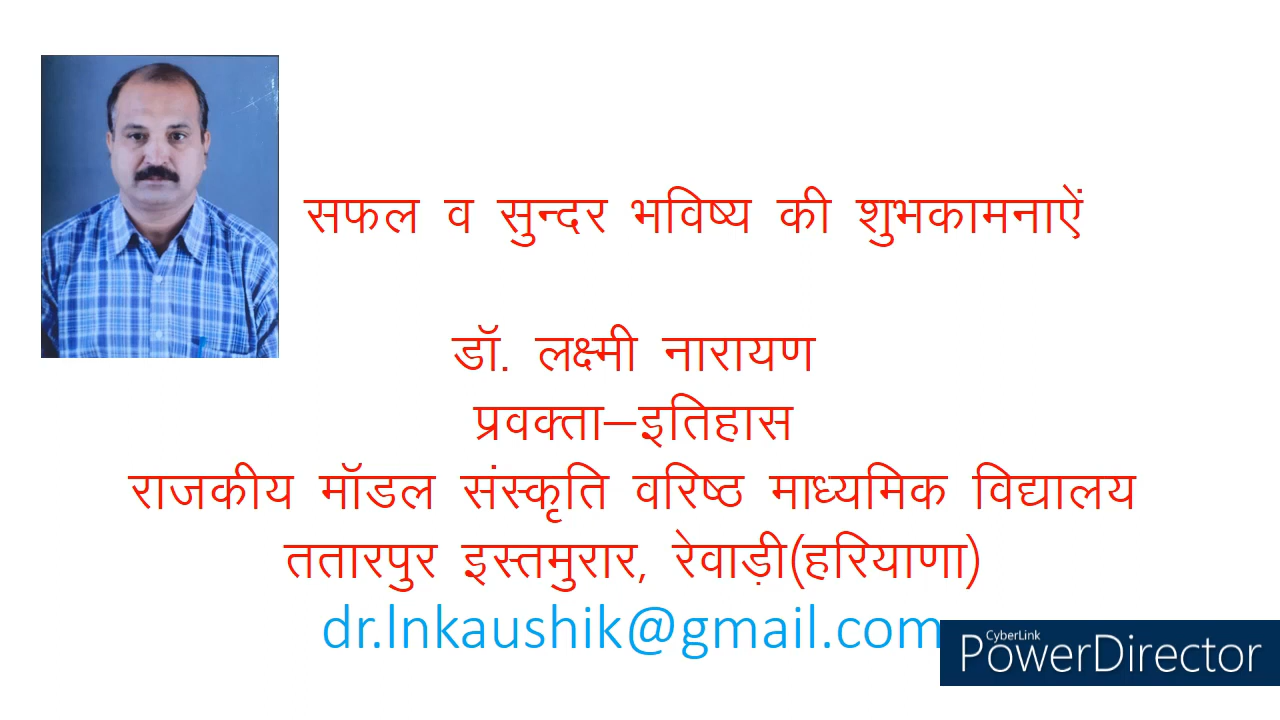 सफल व सुन्दर भविष्य की शुभकामनाऐं
डॉ. लक्ष्मी नारायण
प्रवक्ता–इतिहास
राजकीय मॉडल संस्कृति वरिष्ठ माध्यमिक विद्यालय
ततारपुर इस्तमुरार, रेवाड़ी(हरियाणा)
dr.lnkaushik@gmail.com
CyberLink
PowerDirector